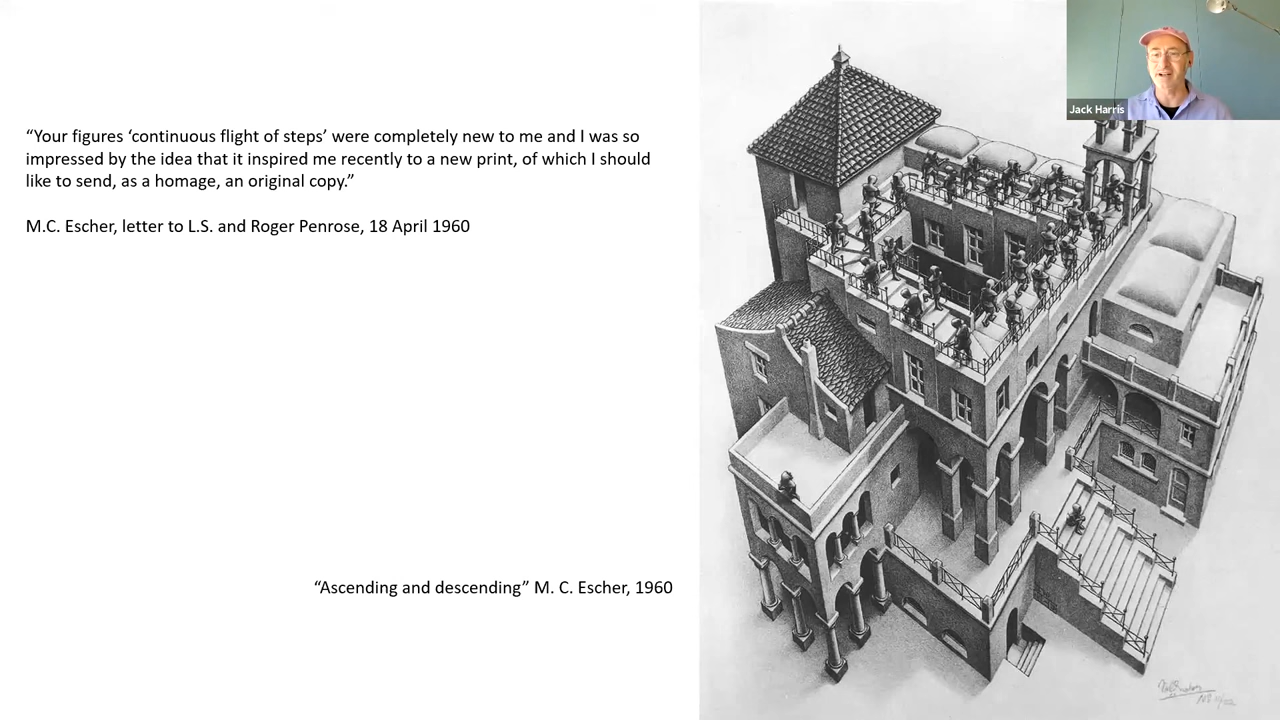 “Your figures ‘continuous flight of steps’ were completely new to me and I was so
impressed by the idea that it inspired me recently to a new print, of which I should
like to send, as a homage, an original copy.”
M.C. Escher, letter to L.S. and Roger Penrose, 18 April 1960
“Ascending and descending” M. C. Escher, 1960
Jack Harris